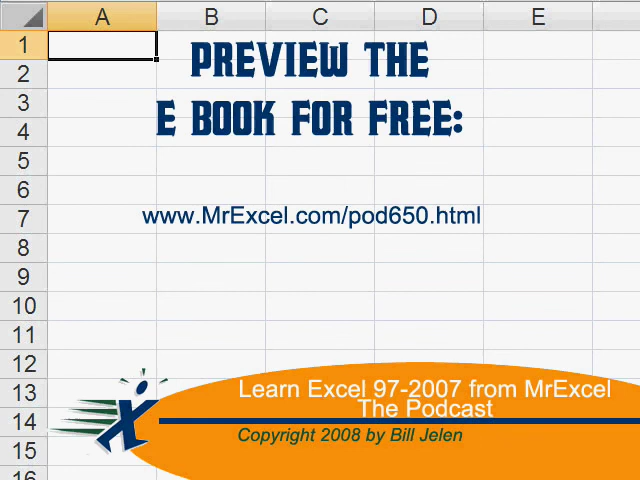 A B C D E
1
PREVIEW THE
2
3
E BOOK FOR FREE:
4
5
6
7
www.MrExcel.com/pod650.html
8
9
10
11
12
13
Learn Excel 97-2007 from MrExcel
The Podcast
14
Copyright 2008 by Bill Jelen
15
16